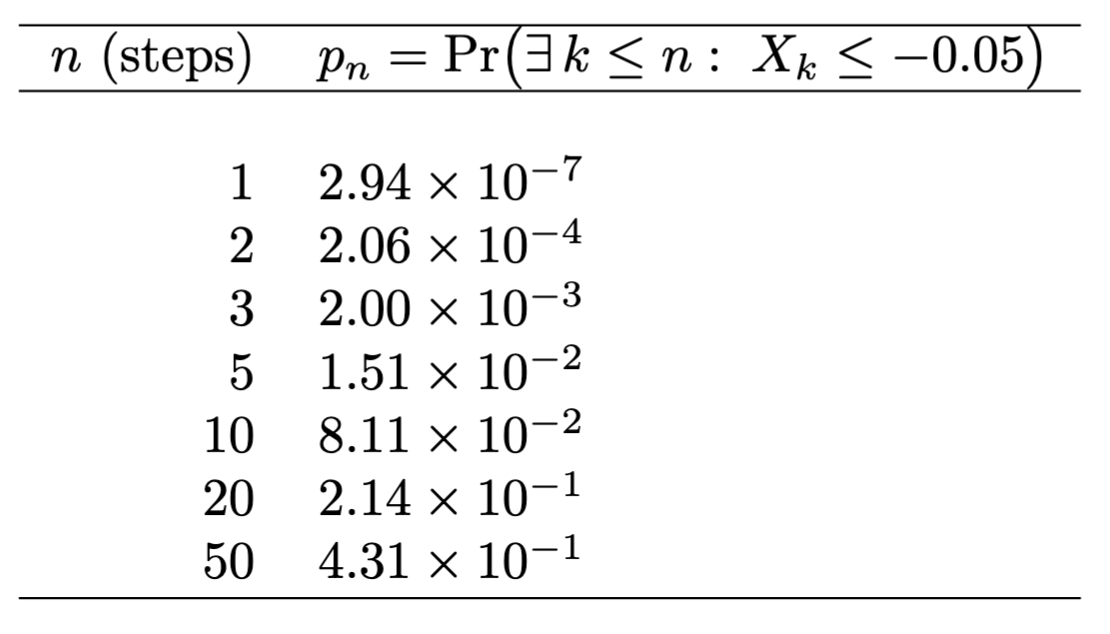 n (steps) pₙ = Pr(∃ k ≤ n : Xₖ ≤ −0.05)
1 2.94 × 10⁻⁷
2 2.06 × 10⁻⁴
3 2.00 × 10⁻³
5 1.51 × 10⁻²
10 8.11 × 10⁻²
20 2.14 × 10⁻¹
50 4.31 × 10⁻¹